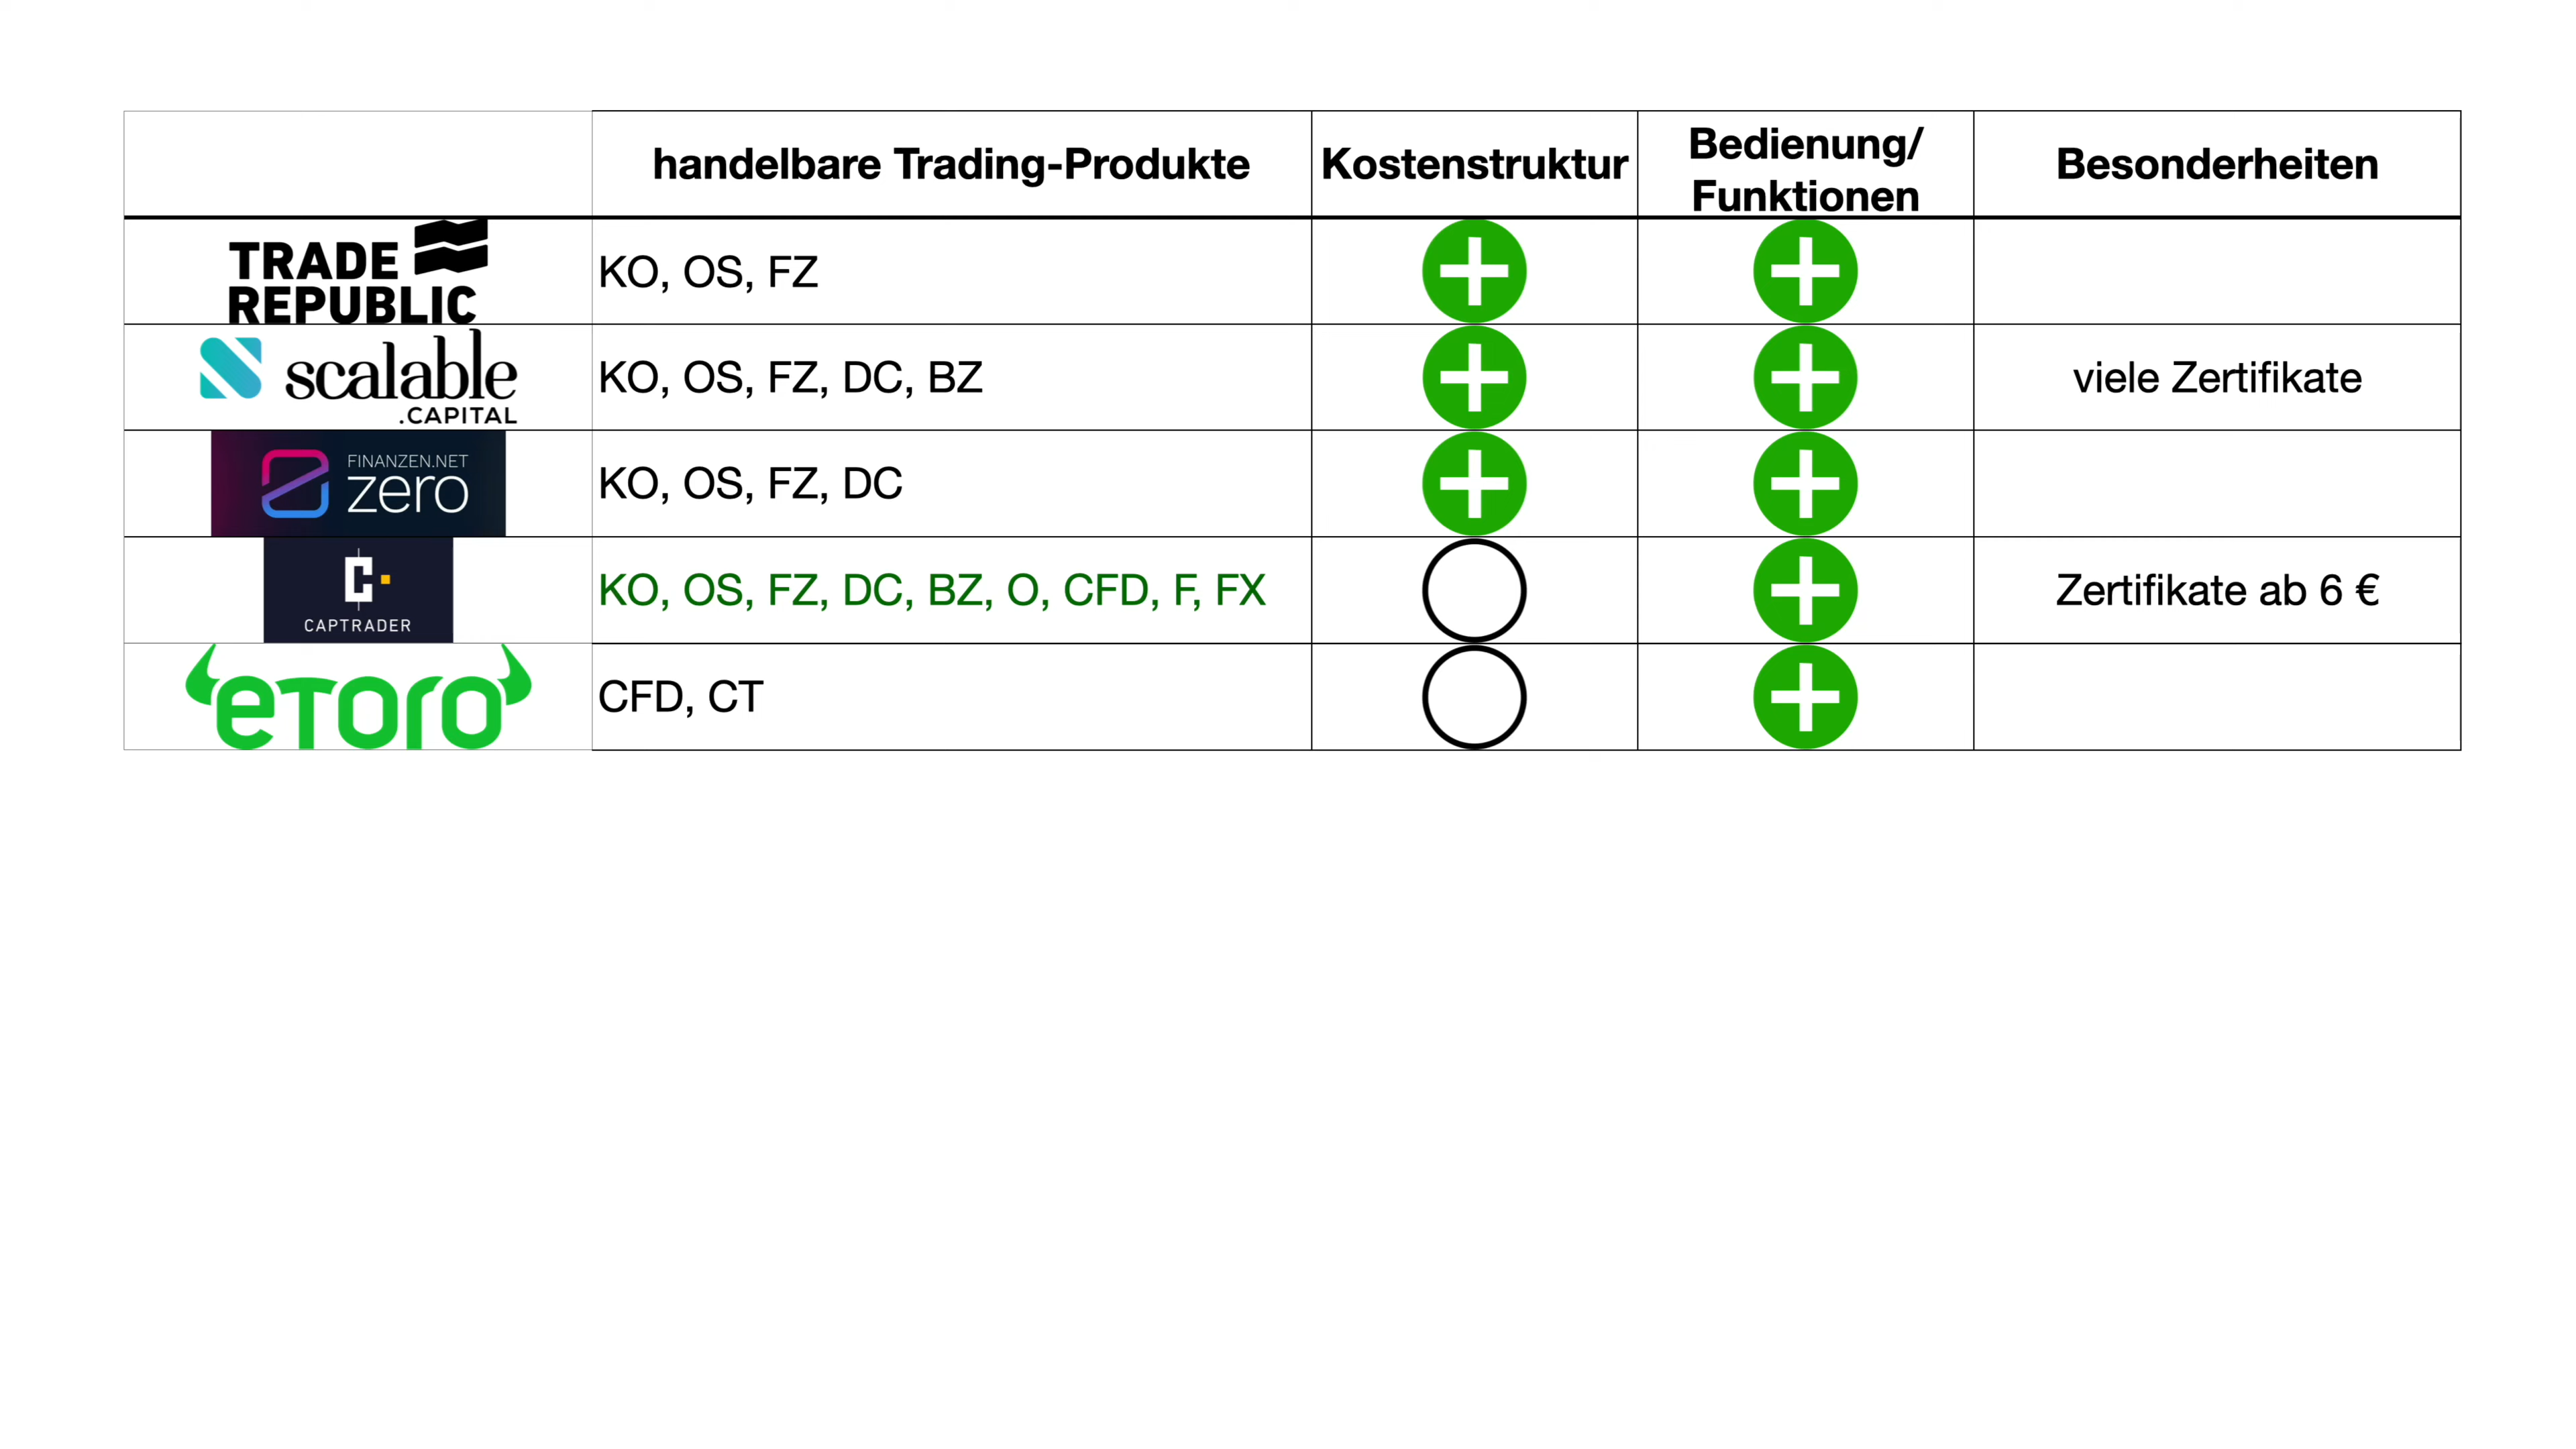 handelbare Trading-Produkte
Kostenstruktur
Bedienung/
Funktionen
Besonderheiten
TRADE
REPUBLIC
KO, OS, FZ
scalable
.CAPITAL
KO, OS, FZ, DC, BZ
viele Zertifikate
FINANZEN.NET
zero
KO, OS, FZ, DC
CAPTRADER
KO, OS, FZ, DC, BZ, O, CFD, F, FX
Zertifikate ab 6 €
eToro
CFD, CT